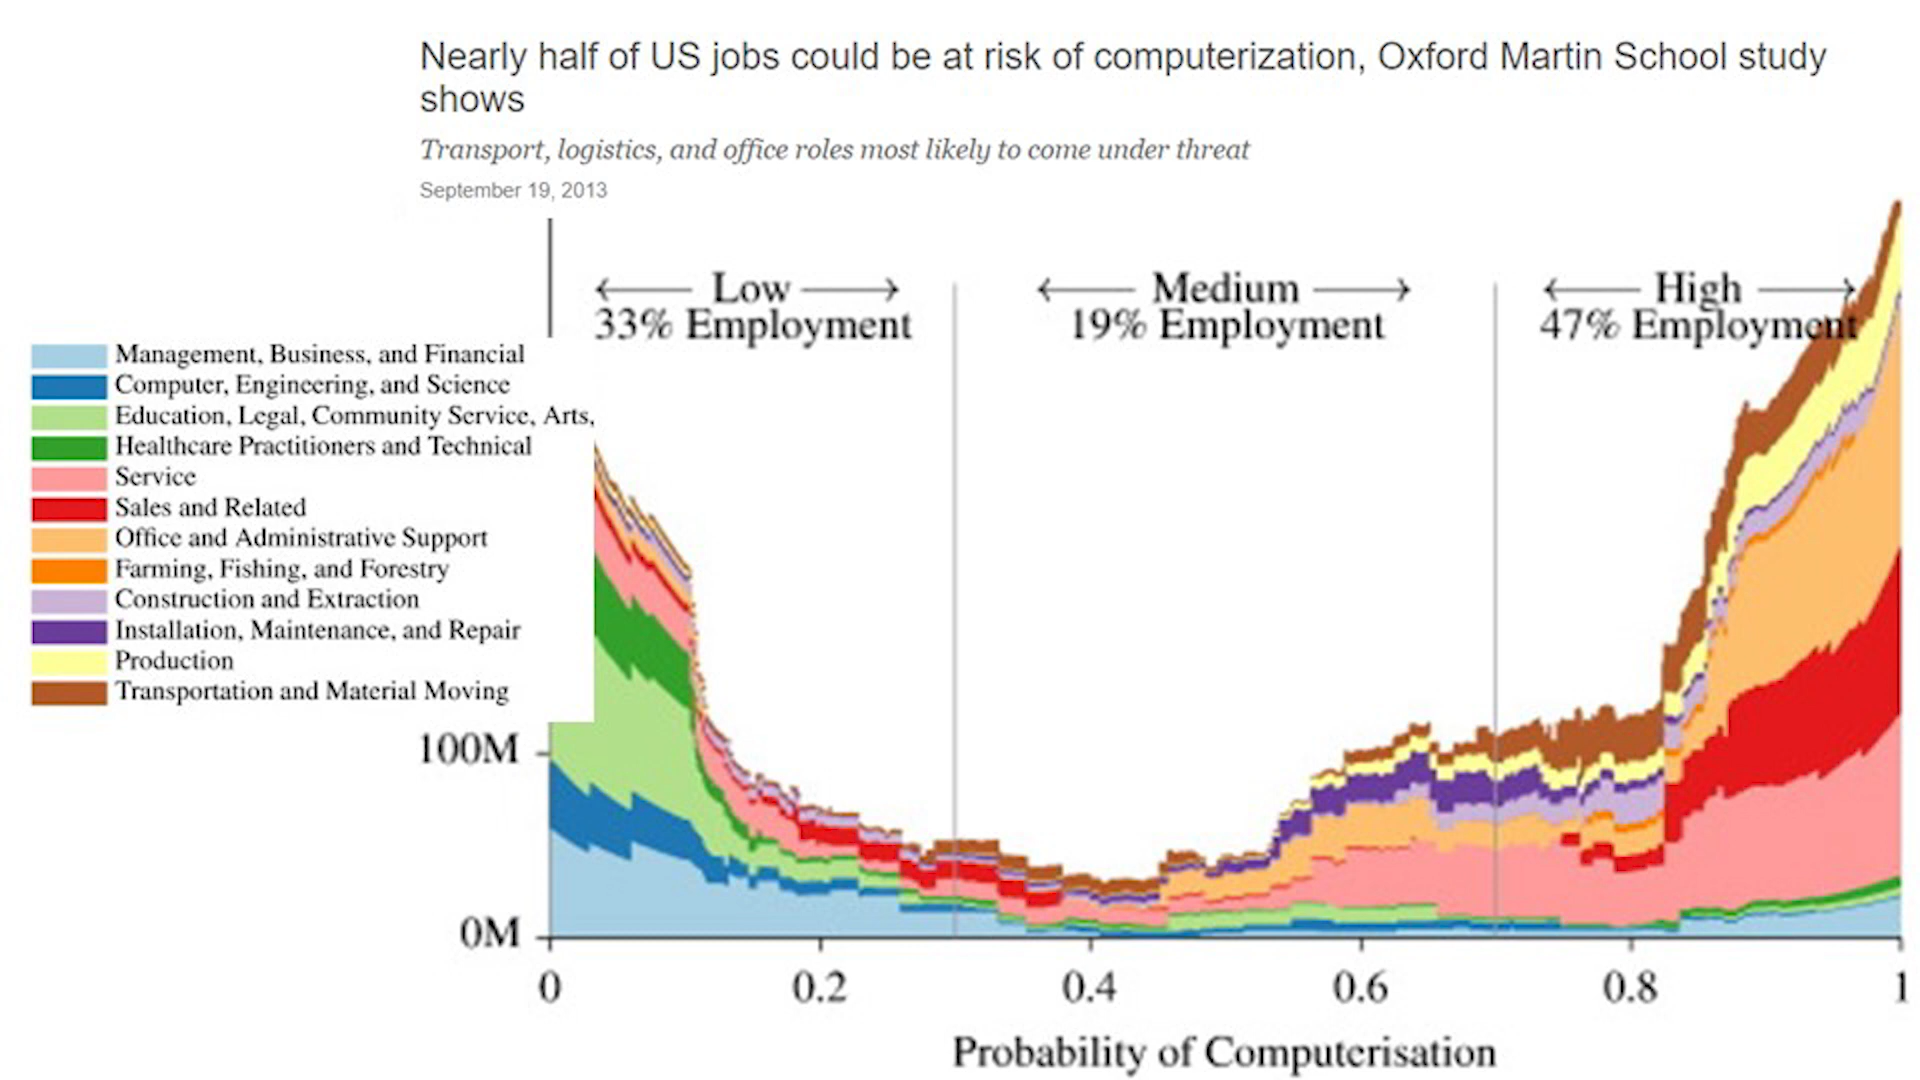 Nearly half of US jobs could be at risk of computerization, Oxford Martin School study
shows
Transport, logistics, and office roles most likely to come under threat
September 19, 2013
Low
33% Employment
Medium
19% Employment
High
47% Employment
Management, Business, and Financial
Computer, Engineering, and Science
Education, Legal, Community Service, Arts,
Healthcare Practitioners and Technical
Service
Sales and Related
Office and Administrative Support
Farming, Fishing, and Forestry
Construction and Extraction
Installation, Maintenance, and Repair
Production
Transportation and Material Moving
100M
0M
0
0.2
0.4
0.6
0.8
1
Probability of Computerisation